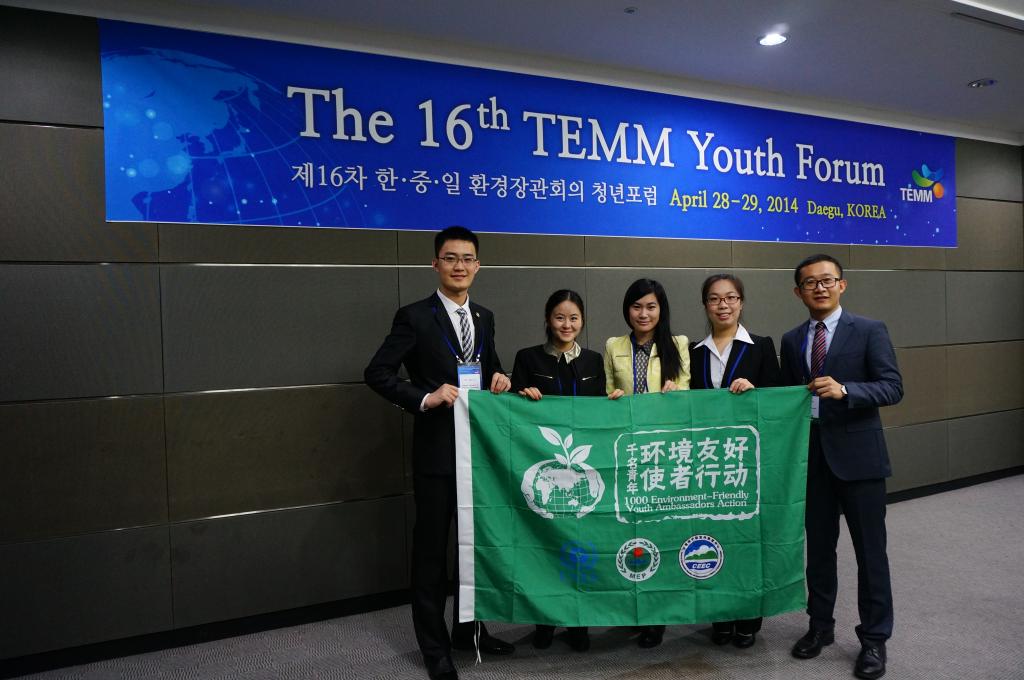 The 16th TEMM Youth Forum
제16차 한·중·일 환경장관회의 청년포럼 April 28-29, 2014 Daegu, KOREA
TEMM
千名青年
环境友好
使者行动
1000 Environment-Friendly
Youth Ambassadors Action
MEP
CEEC